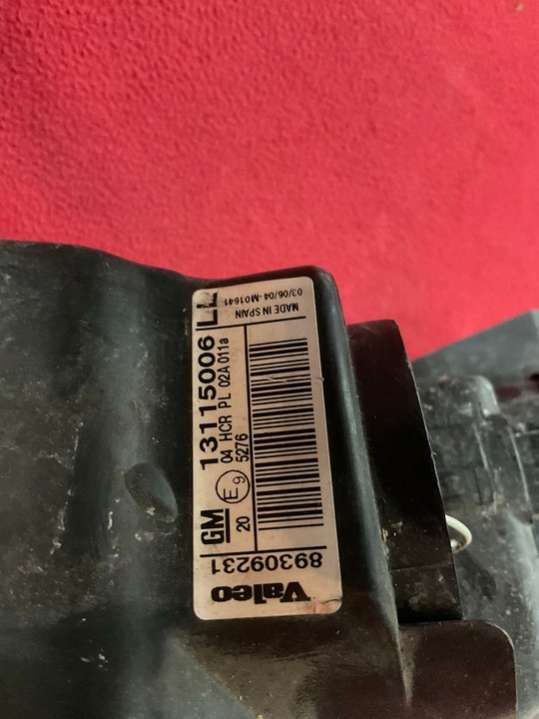 GM 13115006 LL
E9 04 HCR PL 02A 011a
20 5276
MADE IN SPAIN
03/06/04-M01641
Valeo
89309231